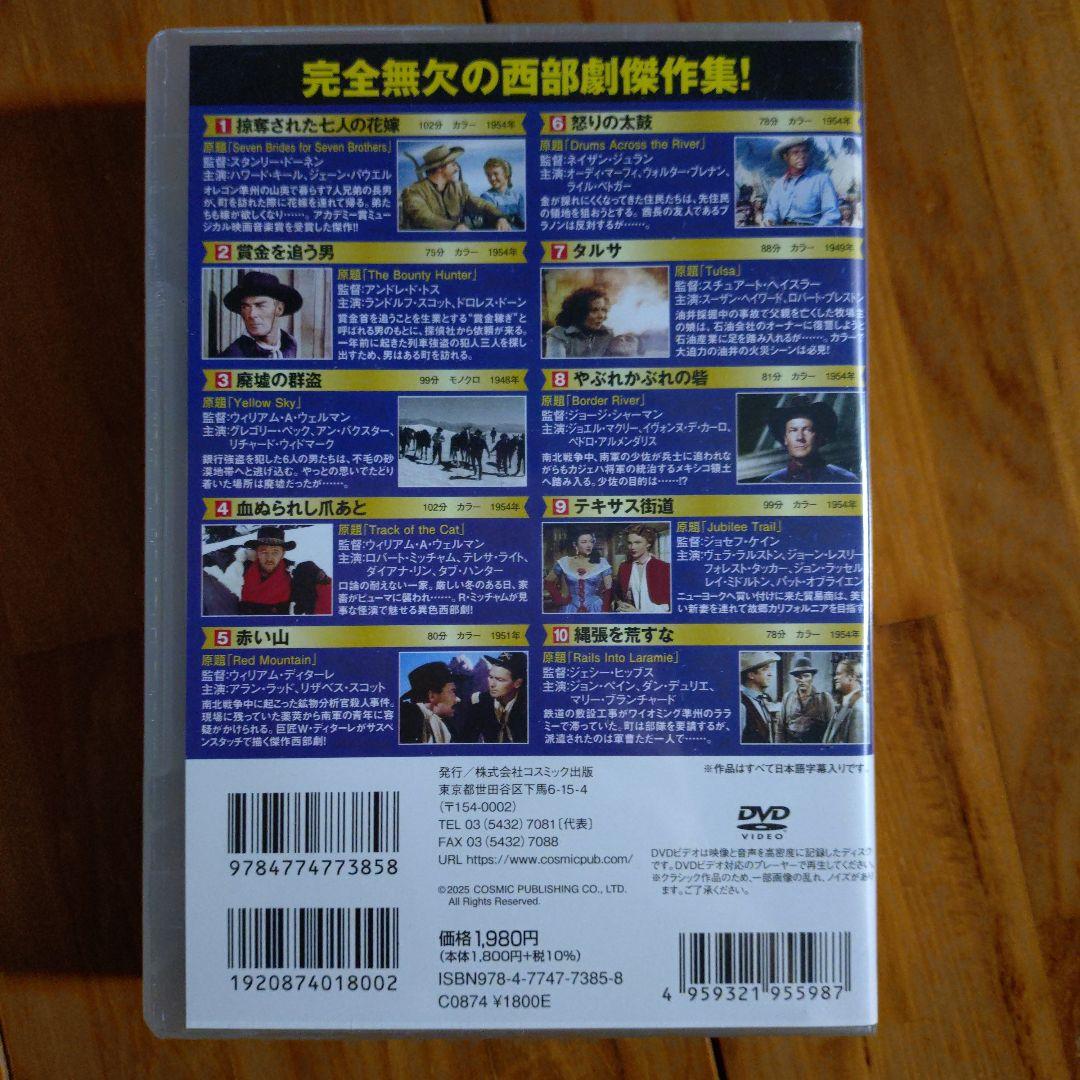 完全無欠の西部劇傑作集!
1 掠奪された七人の花嫁 102分 カラー 1954年
原題「Seven Brides for Seven Brothers」
監督:スタンリー・ドーネン
主演:ハワード・キール、ジェーン・パウエル
オレゴン準州の山奥で暮らす7人兄弟の長男
が、町を訪れた際に花嫁を連れて帰る。弟た
ちも嫁が欲しくなり……。アカデミー賞ミュー
ジカル映画音楽賞を受賞した傑作!!
2 賞金を追う男 75分 カラー 1954年
原題「The Bounty Hunter」
監督:アンドレ・ド・トス
主演:ランドルフ・スコット、ドロレス・ドーン
賞金首を追うことを生業とする“賞金稼ぎ”と
呼ばれる男のもとに、探偵社から依頼が来る。
一年前に起きた列車強盗の犯人三人を探し
出すため、男はある町を訪れる。
3 廃墟の群盗 99分 モノクロ 1948年
原題「Yellow Sky」
監督:ウィリアム・A・ウェルマン
主演:グレゴリー・ペック、アン・バクスター、
リチャード・ウィドマーク
銀行強盗を犯した6人の男たちは、不毛の砂
漠地帯へと逃げ込む。やっとの思いでたどり
着いた場所は廃墟だったが……。
4 血ぬられし爪あと 102分 カラー 1954年
原題「Track of the Cat」
監督:ウィリアム・A・ウェルマン
主演:ロバート・ミッチャム、テレサ・ライト、
ダイアナ・リン、タブ・ハンター
口論の耐えない一家。厳しい冬のある日、家
畜がピューマに襲われ……。R・ミッチャムが見
事な怪演で魅せる異色西部劇!
5 赤い山 80分 カラー 1951年
原題「Red Mountain」
監督:ウィリアム・ディターレ
主演:アラン・ラッド、リザベス・スコット
南北戦争中に起こった鉱物分析官殺人事件。
現場に残っていた薬莢から南軍の青年に容
疑がかけられる。巨匠W・ディターレがサスペ
ンスタッチで描く傑作西部劇!
6 怒りの太鼓 78分 カラー 1954年
原題「Drums Across the River」
監督:ネイザン・ジュラン
主演:オーディ・マーフィ、ウォルター・ブレナン、
ライル・ベトガー
金が採れにくくなってきた住民たちは、先住民
の領地を狙おうとする。酋長の友人であるブ
ラノンは反対するが……。
7 タルサ 88分 カラー 1949年
原題「Tulsa」
監督:スチュアート・ヘイスラー
主演:スーザン・ヘイワード、ロバート・プレストン
油井採掘中の事故で父親を亡くした牧場主
の娘は、石油会社のオーナーに復讐しようと
石油産業に足を踏み入れるが……。カラーで
大迫力の油井の火災シーンは必見!
8 やぶれかぶれの砦 81分 カラー 1954年
原題「Border River」
監督:ジョージ・シャーマン
主演:ジョエル・マクリー、イヴォンヌ・デ・カーロ、
ペドロ・アルメンダリス
南北戦争中、南軍の少佐が兵士に追われな
がらもカジェハ将軍の統治するメキシコ領土
へ踏み入る。少佐の目的は……!?
9 テキサス街道 99分 カラー 1954年
原題「Jubilee Trail」
監督:ジョセフ・ケイン
主演:ヴェラ・ラルストン、ジョーン・レスリー、
フォレスト・タッカー、ジョン・ラッセル、
レイ・ミドルトン、パット・オブライエン
ニューヨークへ買い付けに来た貿易商は、美し
い新妻を連れて故郷カリフォルニアを目指す
10 縄張を荒すな 78分 カラー 1954年
原題「Rails Into Laramie」
監督:ジェシー・ヒッブス
主演:ジョン・ペイン、ダン・デュリエ、
マリー・ブランチャード
鉄道の敷設工事がワイオミング準州のララ
ミーで滞っていた。町は部隊を要請するが、
派遣されたのは軍曹ただ一人で……。
発行/株式会社コスミック出版
東京都世田谷区下馬6-15-4
(〒154-0002)
TEL 03(5432)7081[代表]
FAX 03(5432)7088
URL https://www.cosmicpub.com/
©2025 COSMIC PUBLISHING CO., LTD.
All Rights Reserved.
価格1,980円
(本体1,800円+税10%)
ISBN978-4-7747-7385-8
C0874 ¥1800E
9784774773858
1920874018002
※作品はすべて日本語字幕入りです。
DVD
VIDEO
DVDビデオは映像と音声を高密度に記録したディスク
です。DVDビデオ対応のプレーヤーで再生してください。
※クラシック作品のため、一部画像の乱れ、ノイズがあり
ます。ご了承ください。
4 959321 955987